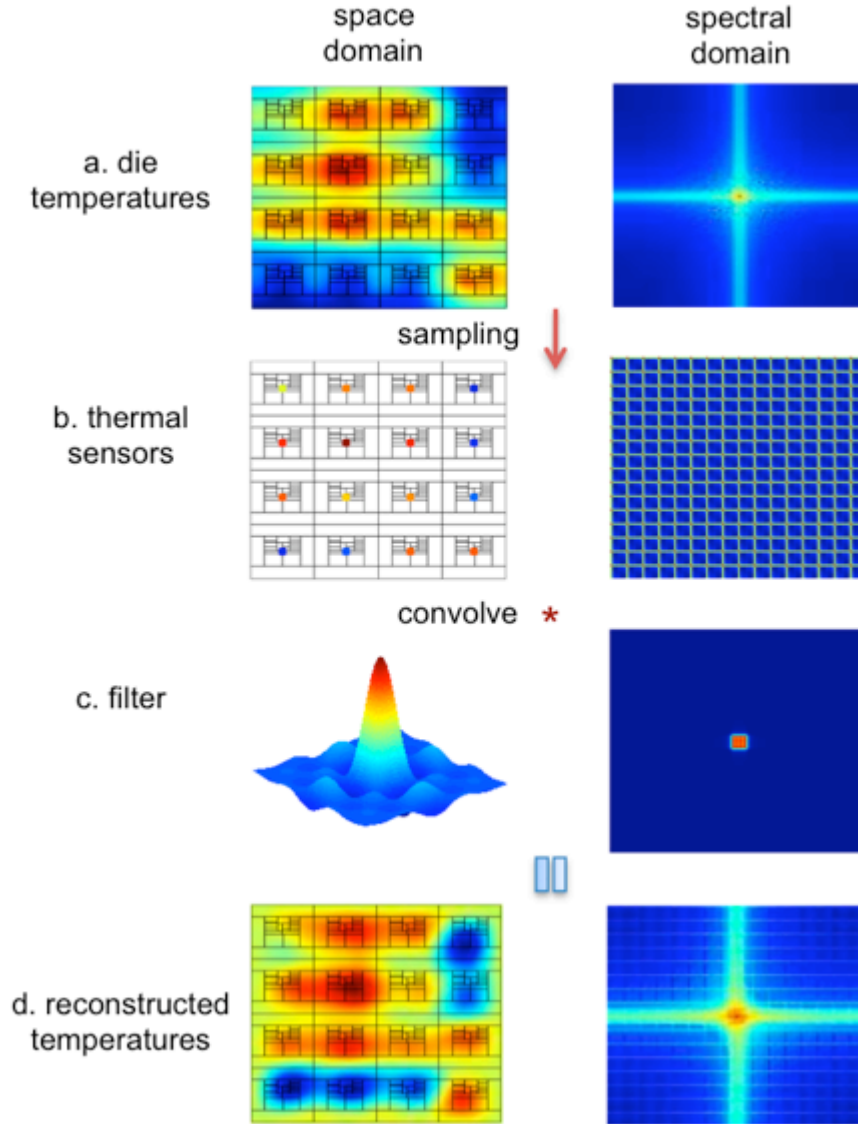 space
domain
spectral
domain
a. die
temperatures
sampling
b. thermal
sensors
convolve *
c. filter
d. reconstructed
temperatures